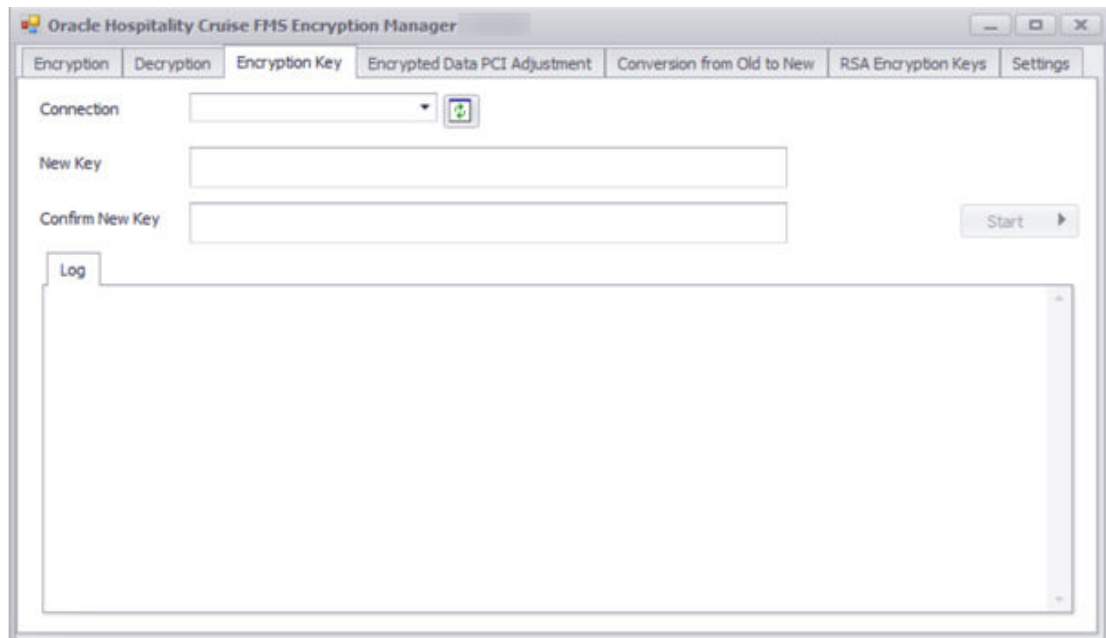 Oracle Hospitality Cruise FMS Encryption Manager
Encryption Decryption Encryption Key Encrypted Data PCI Adjustment Conversion from Old to New RSA Encryption Keys Settings
Connection
New Key
Confirm New Key
Start
Log